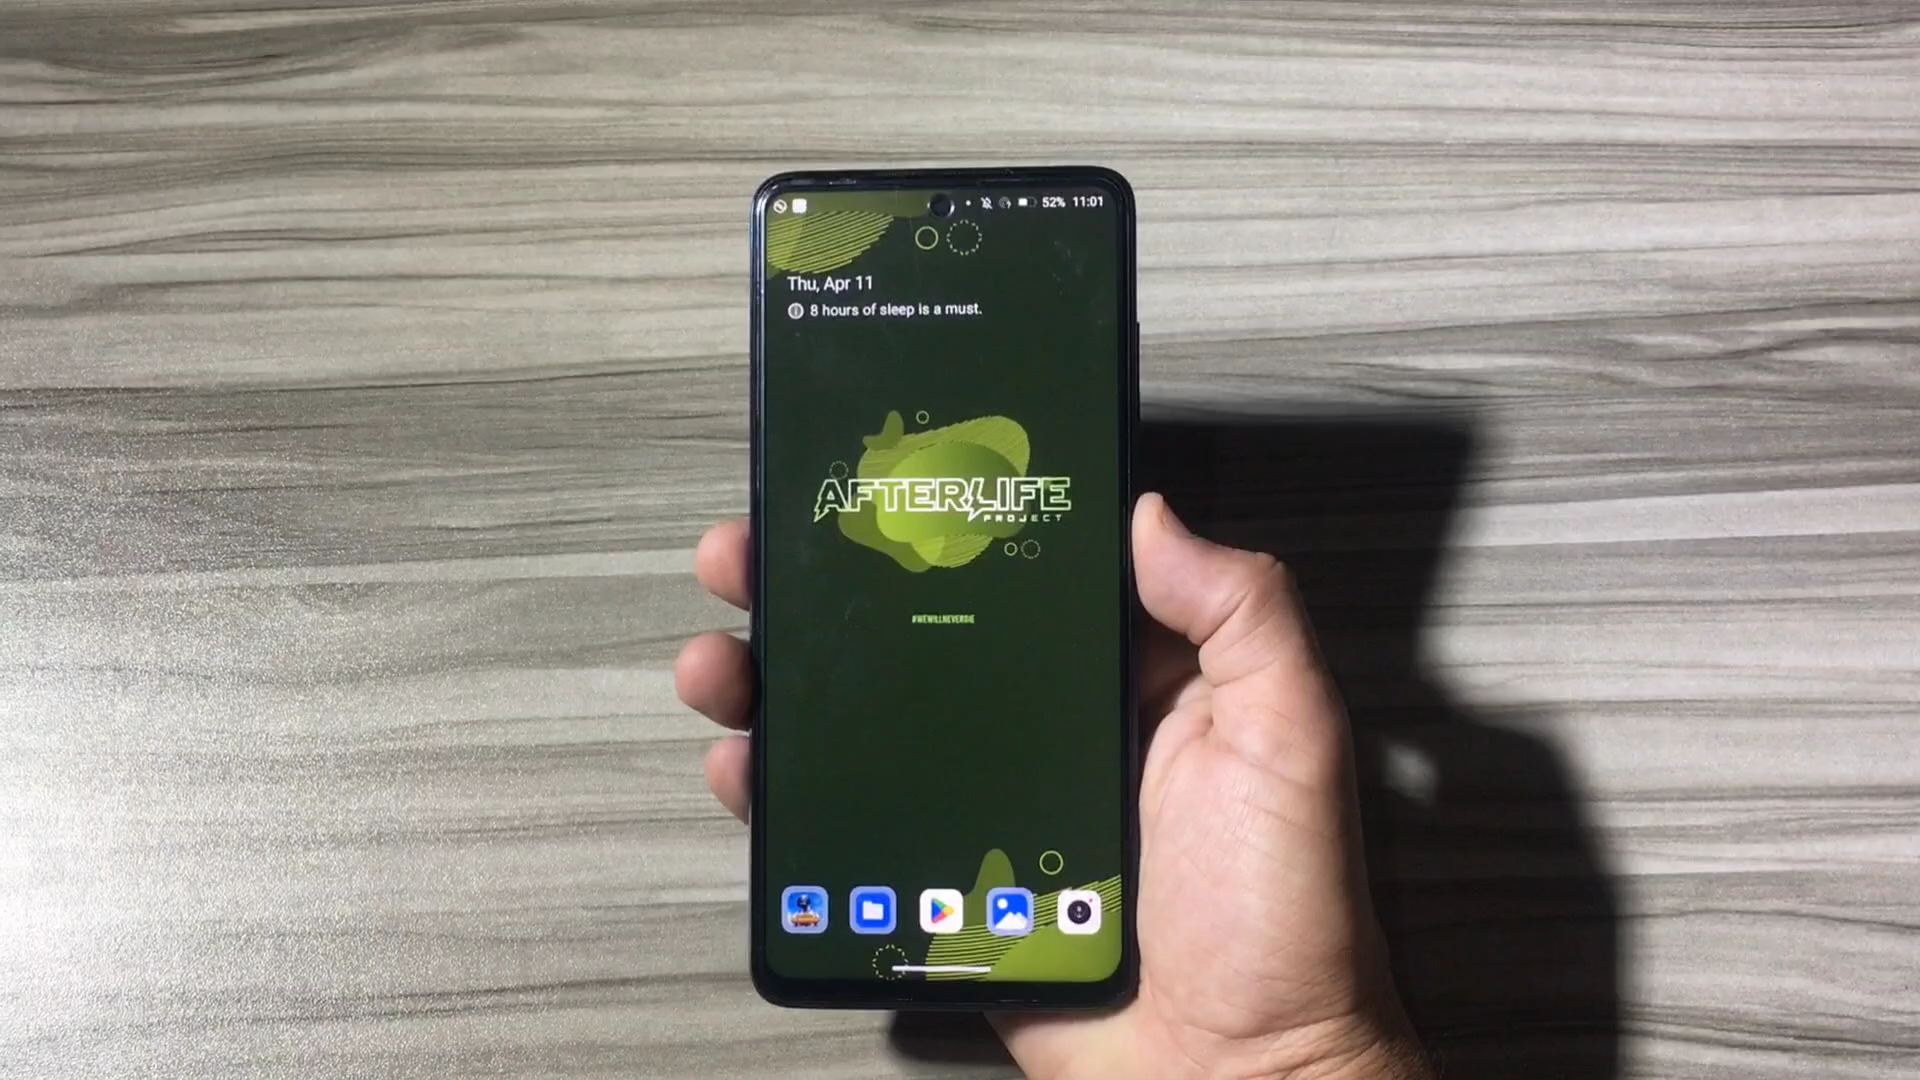 52% 11:01
Thu, Apr 11
8 hours of sleep is a must.
AFTERLIFE
PROJECT
#WEWILLNEVERDIE